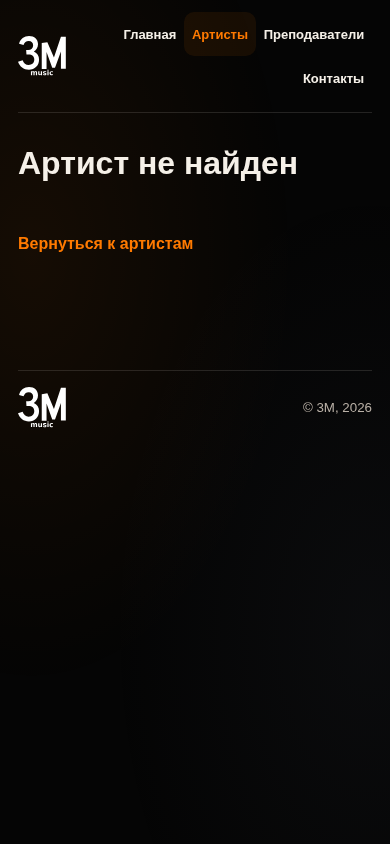 3M
music
Главная Артисты Преподаватели
Контакты
Артист не найден
Вернуться к артистам
3M
music
© 3M, 2026